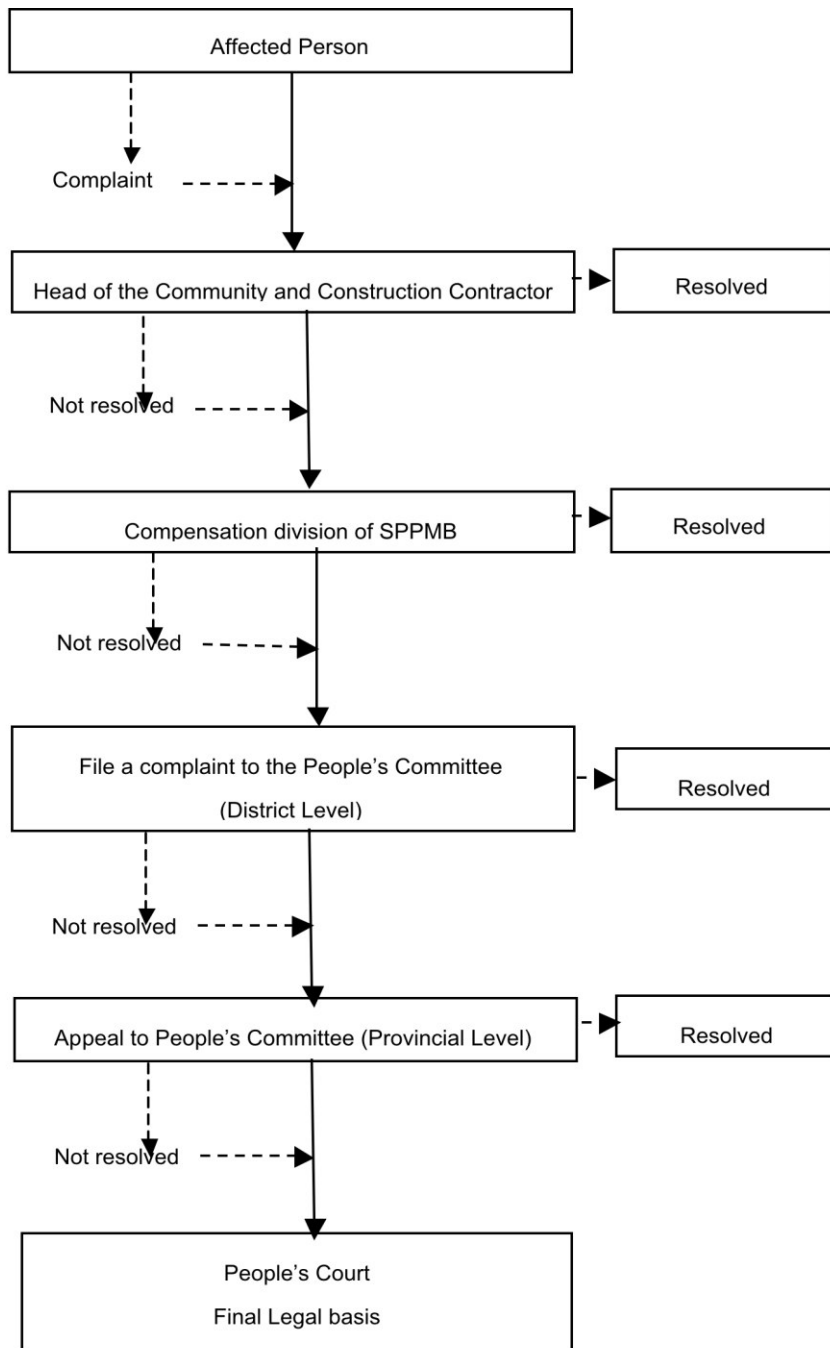 Affected Person
Complaint
Head of the Community and Construction Contractor
Resolved
Not resolved
Compensation division of SPPMB
Resolved
Not resolved
File a complaint to the People’s Committee
(District Level)
Resolved
Not resolved
Appeal to People’s Committee (Provincial Level)
Resolved
Not resolved
People’s Court
Final Legal basis